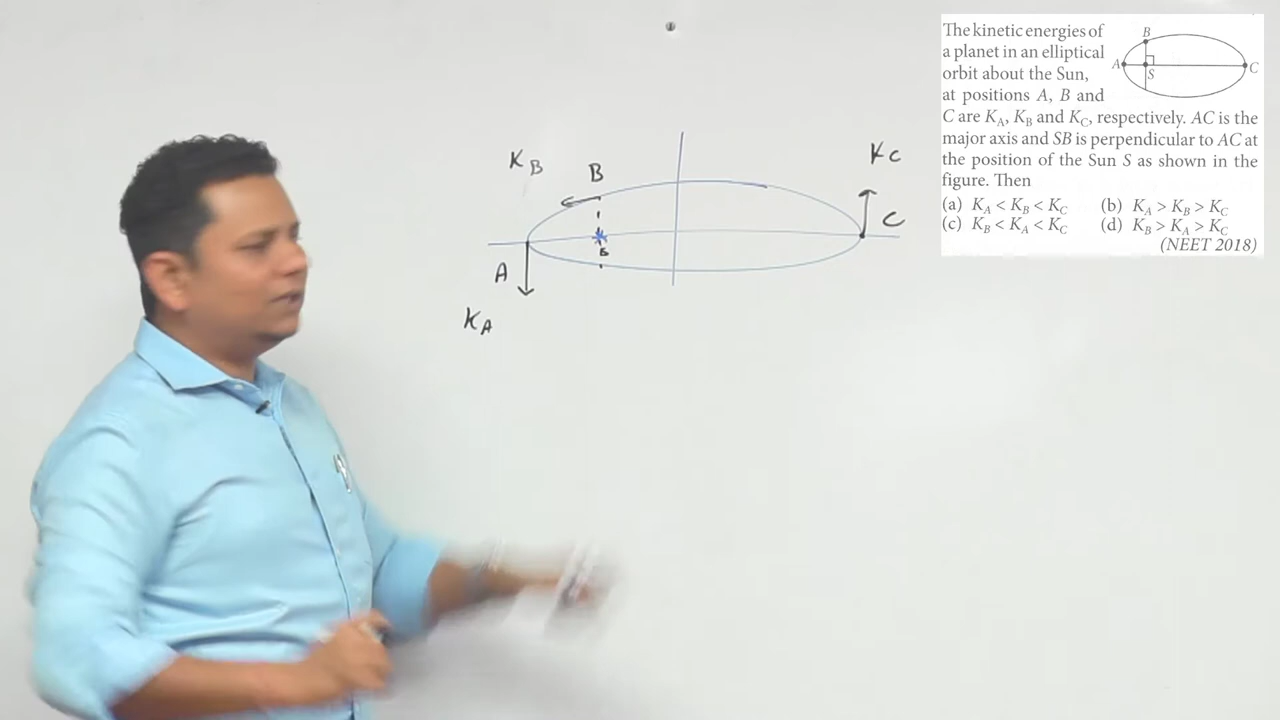 The kinetic energies of
a planet in an elliptical
orbit about the Sun,
at positions A, B and
C are K_A, K_B and K_C, respectively. AC is the
major axis and SB is perpendicular to AC at
the position of the Sun S as shown in the
figure. Then
(a) K_A < K_B < K_C (b) K_A > K_B > K_C
(c) K_B < K_A < K_C (d) K_B > K_A > K_C
(NEET 2018)
B
A
S
C
K_B
B
K_C
C
A
K_A